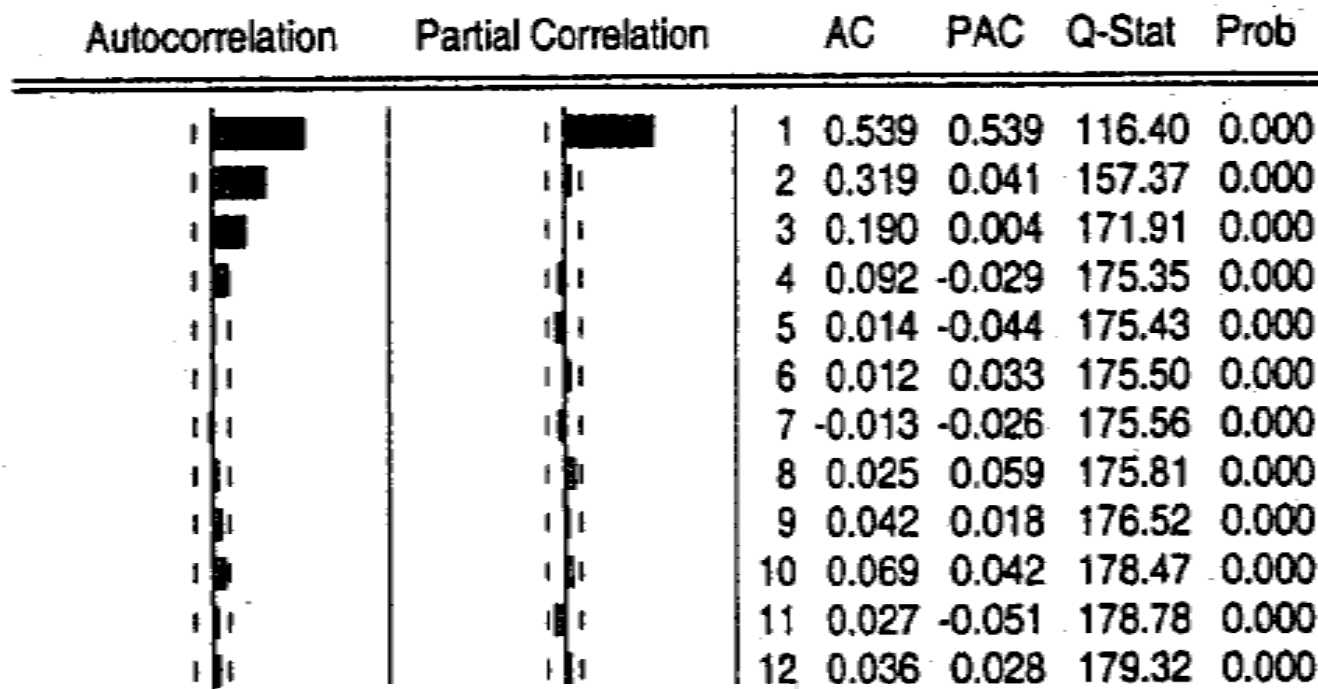 Autocorrelation Partial Correlation AC PAC Q-Stat Prob
1 0.539 0.539 116.40 0.000
2 0.319 0.041 157.37 0.000
3 0.190 0.004 171.91 0.000
4 0.092 -0.029 175.35 0.000
5 0.014 -0.044 175.43 0.000
6 0.012 0.033 175.50 0.000
7 -0.013 -0.026 175.56 0.000
8 0.025 0.059 175.81 0.000
9 0.042 0.018 176.52 0.000
10 0.069 0.042 178.47 0.000
11 0.027 -0.051 178.78 0.000
12 0.036 0.028 179.32 0.000